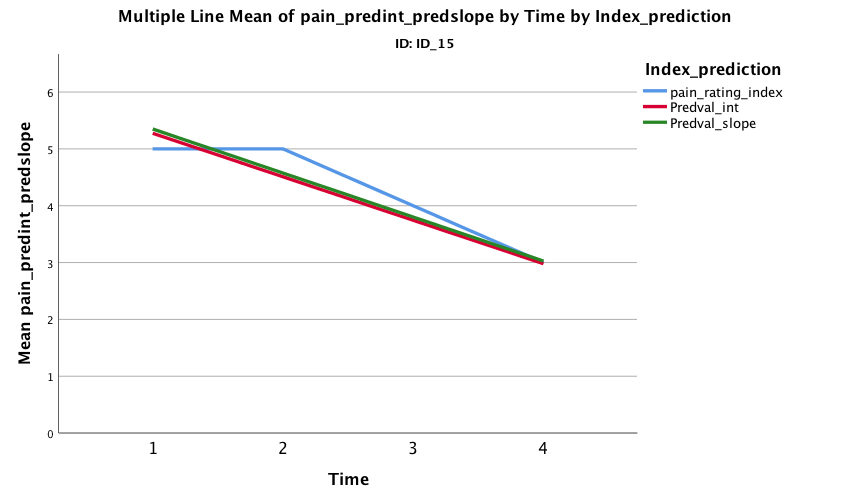 Multiple Line Mean of pain_predint_predslope by Time by Index_prediction
ID: ID_15
Index_prediction
pain_rating_index
Predval_int
Predval_slope
Mean pain_predint_predslope
6
5
4
3
2
1
0
1 2 3 4
Time